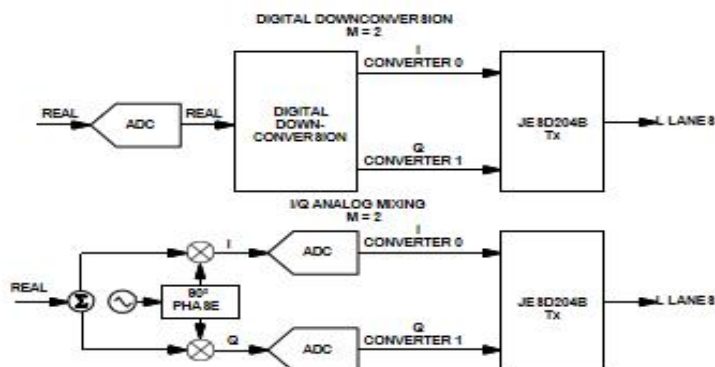 DIGITAL DOWNCONVERSION
M = 2
I
CONVERTER 0
REAL
ADC
REAL
DIGITAL
DOWN-
CONVERSION
JESD204B
Tx
L LANES
Q
CONVERTER 1
I/Q ANALOG MIXING
M = 2
I
CONVERTER 0
I
ADC
REAL
Σ
90°
PHASE
JESD204B
Tx
L LANES
Q
ADC
Q
CONVERTER 1